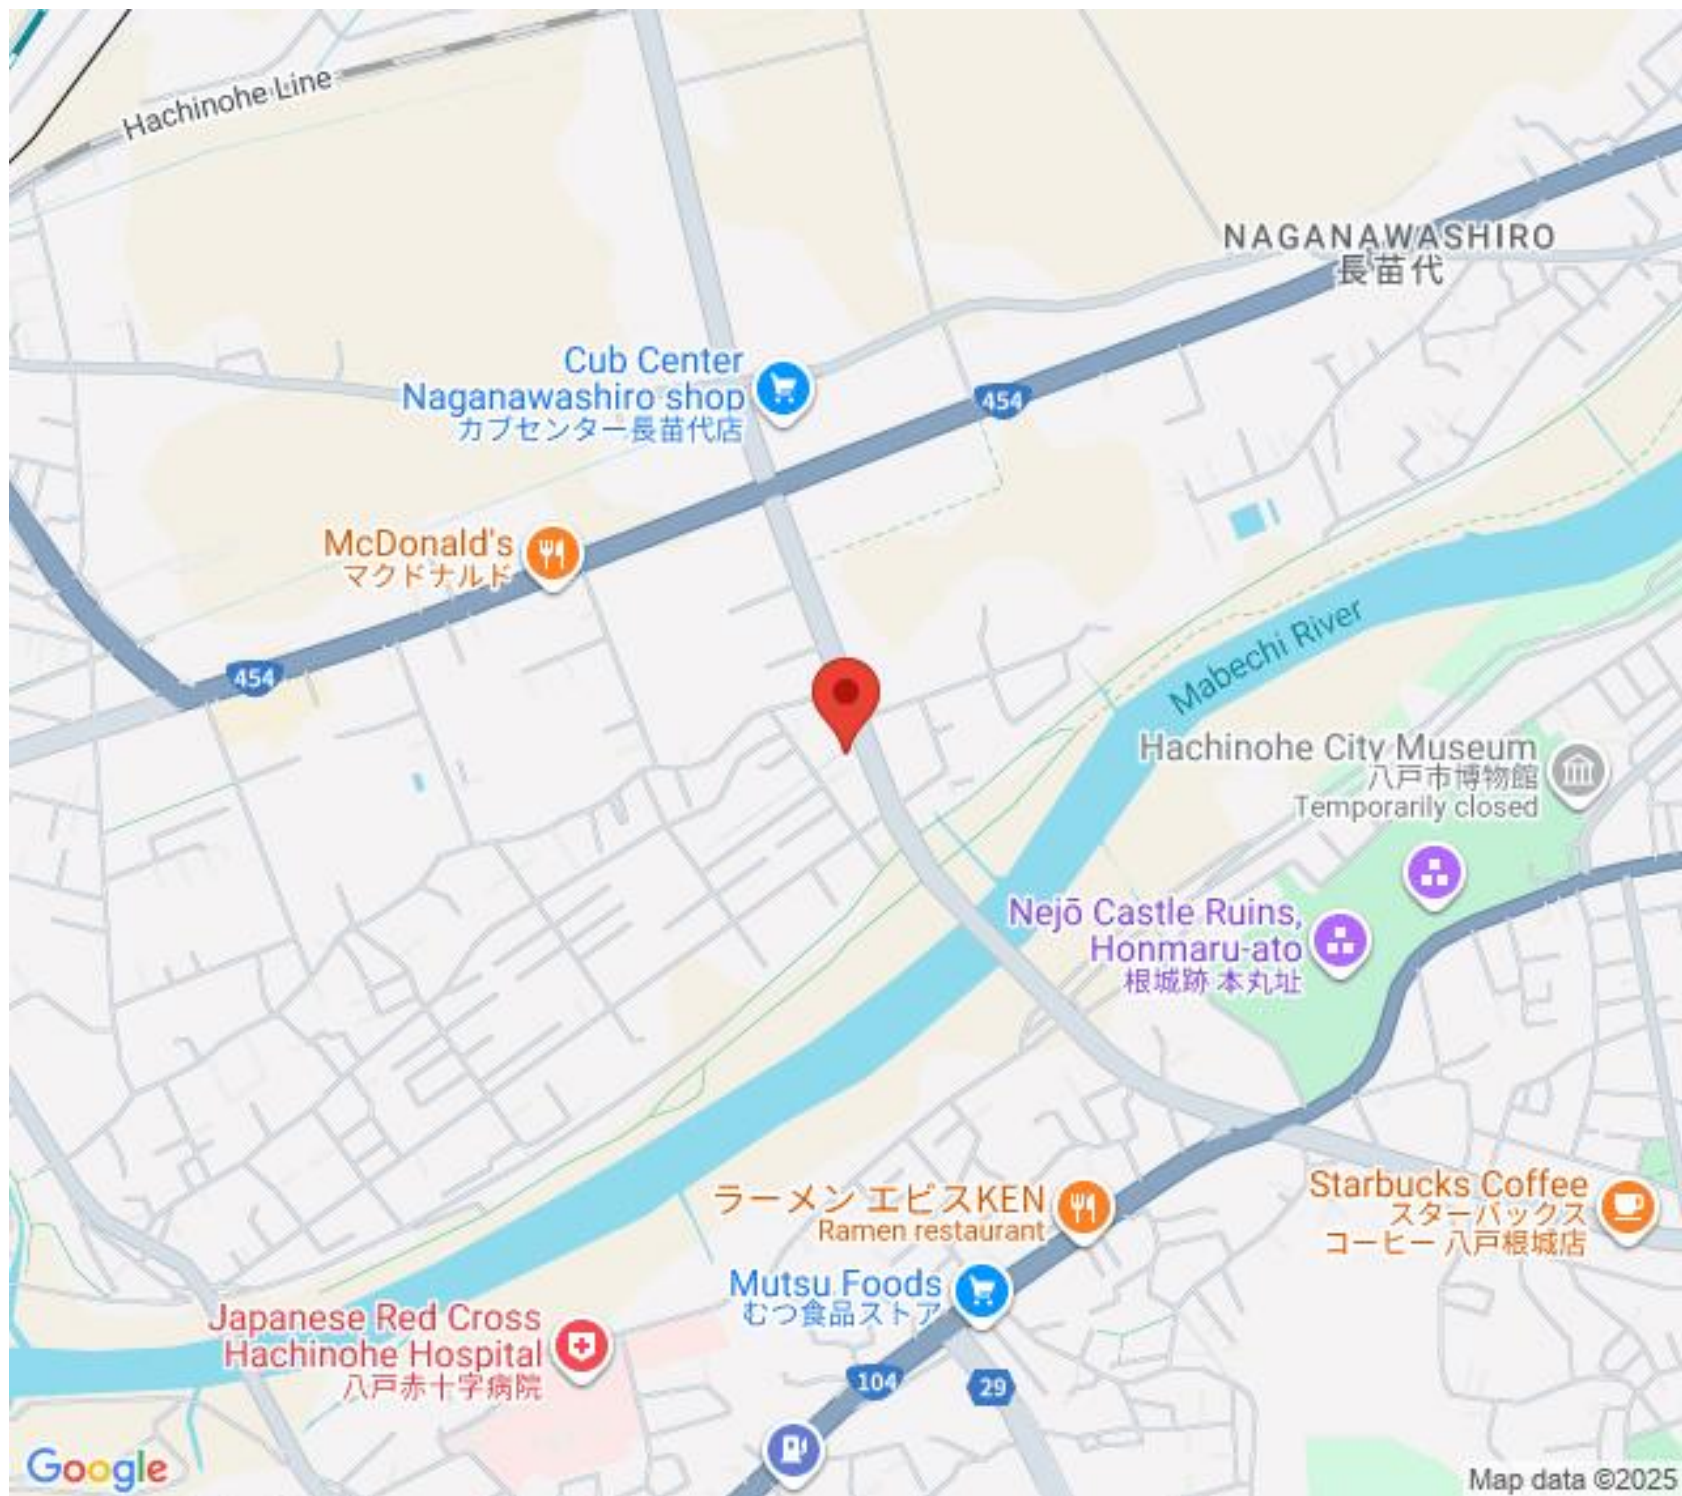 Hachinohe Line
NAGANAWASHIRO
長苗代
Cub Center
Naganawashiro shop
カブセンター長苗代店
454
McDonald's
マクドナルド
454
Mabechi River
Hachinohe City Museum
八戸市博物館
Temporarily closed
Nejō Castle Ruins,
Honmaru-ato
根城跡 本丸址
ラーメン エビスKEN
Ramen restaurant
Starbucks Coffee
スターバックス
コーヒー 八戸根城店
Mutsu Foods
むつ食品ストア
Japanese Red Cross
Hachinohe Hospital
八戸赤十字病院
104
29
Google
Map data ©2025